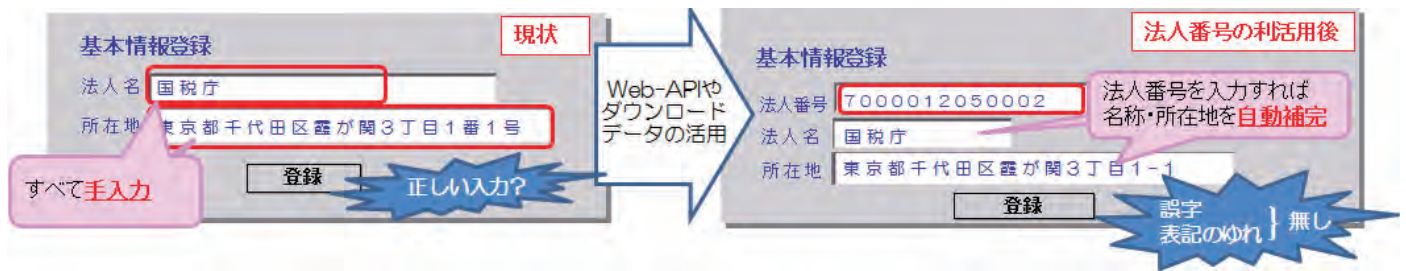 現状
基本情報登録
法人名 国税庁
所在地 東京都千代田区霞が関3丁目1番1号
すべて手入力
登録
正しい入力?
Web-APIや
ダウンロード
データの活用
法人番号の利活用後
基本情報登録
法人番号 7000012050002
法人名 国税庁
所在地 東京都千代田区霞が関3丁目1-1
法人番号を入力すれば
名称・所在地を自動補完
登録
誤字
表記のゆれ } 無し